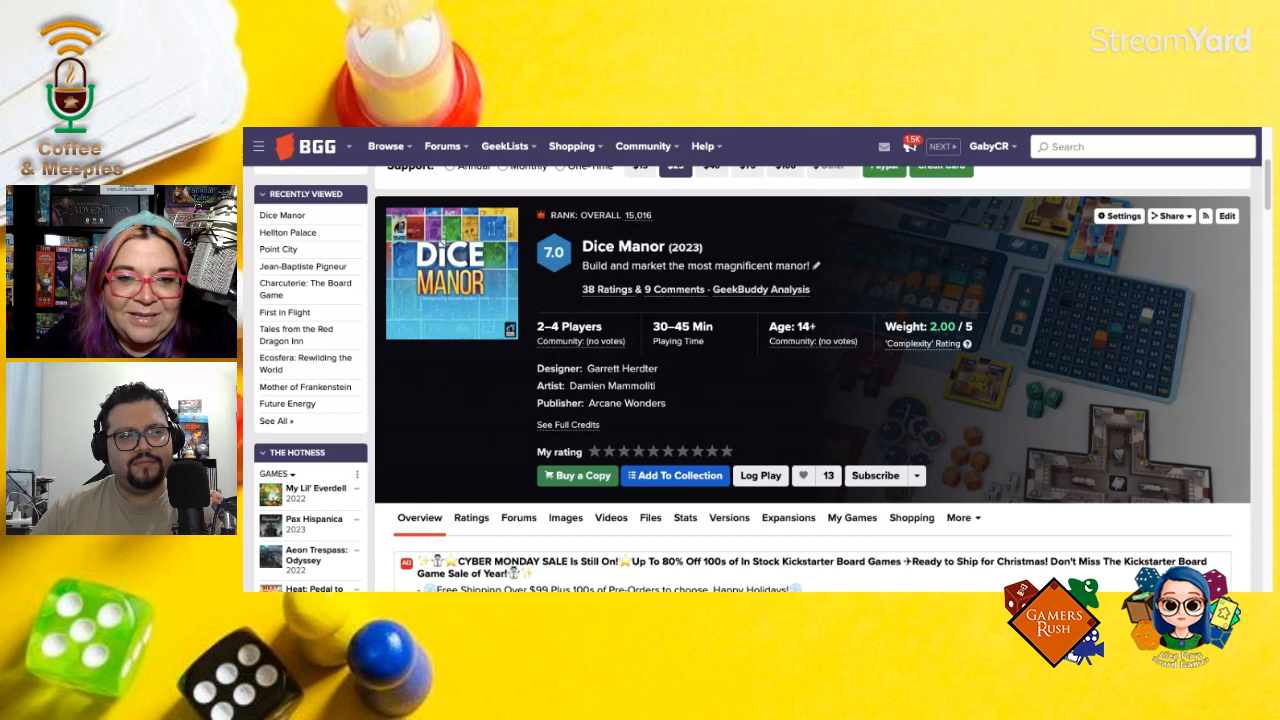 StreamYard
Coffee
& Meeples
BGG
Browse
Forums
GeekLists
Shopping
Community
Help
1.5K
NEXT
GabyCR
Search
Support: Annual Monthly One-Time
RECENTLY VIEWED
Dice Manor
Hellton Palace
Point City
Jean-Baptiste Pigneur
Charcuterie: The Board
Game
First in Flight
Tales from the Red
Dragon Inn
Ecosfera: Rewilding the
World
Mother of Frankenstein
Future Energy
See All »
THE HOTNESS
GAMES
My Lil' Everdell
2022
Pax Hispanica
2023
Aeon Trespass:
Odyssey
2022
Heat: Pedal to
DICE
MANOR
RANK: OVERALL 15,016
Settings
Share
Edit
7.0
Dice Manor (2023)
Build and market the most magnificent manor!
38 Ratings & 9 Comments · GeekBuddy Analysis
2–4 Players
Community: (no votes)
30–45 Min
Playing Time
Age: 14+
Community: (no votes)
Weight: 2.00 / 5
'Complexity' Rating
Designer: Garrett Herdter
Artist: Damien Mammoliti
Publisher: Arcane Wonders
See Full Credits
My rating
Buy a Copy
Add To Collection
Log Play
13
Subscribe
Overview
Ratings
Forums
Images
Videos
Files
Stats
Versions
Expansions
My Games
Shopping
More
AD
CYBER MONDAY SALE Is Still On! Up To 80% Off 100s of In Stock Kickstarter Board Games ✈Ready to Ship for Christmas! Don't Miss The Kickstarter Board
Game Sale of Year!
- Free Shipping Over $99 Plus 100s of Pre-Orders to choose. Happy Holidays!
GAMERS
RUSH
Board Games